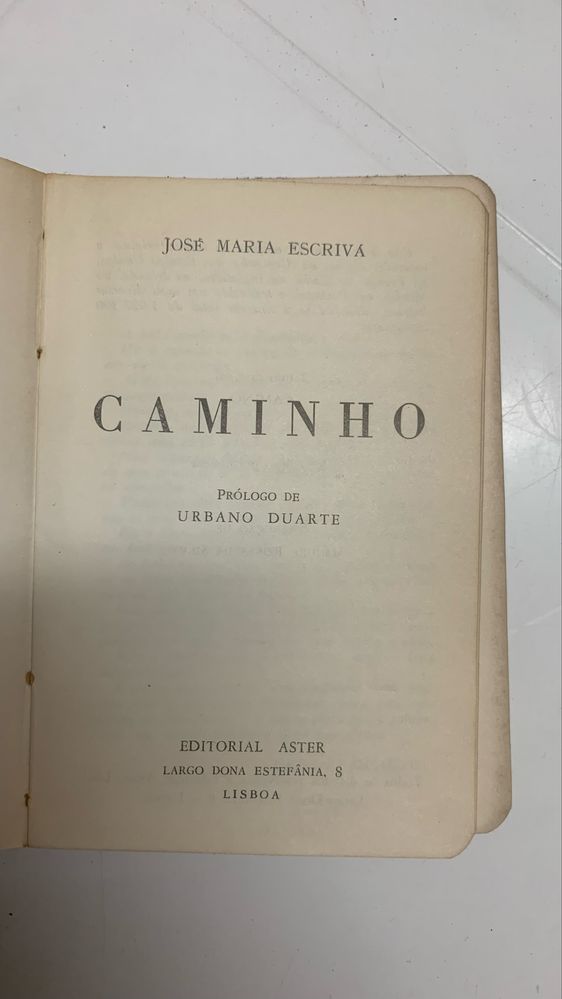 JOSÉ MARIA ESCRIVÁ
CAMINHO
PRÓLOGO DE
URBANO DUARTE
EDITORIAL ASTER
LARGO DONA ESTEFÂNIA, 8
LISBOA